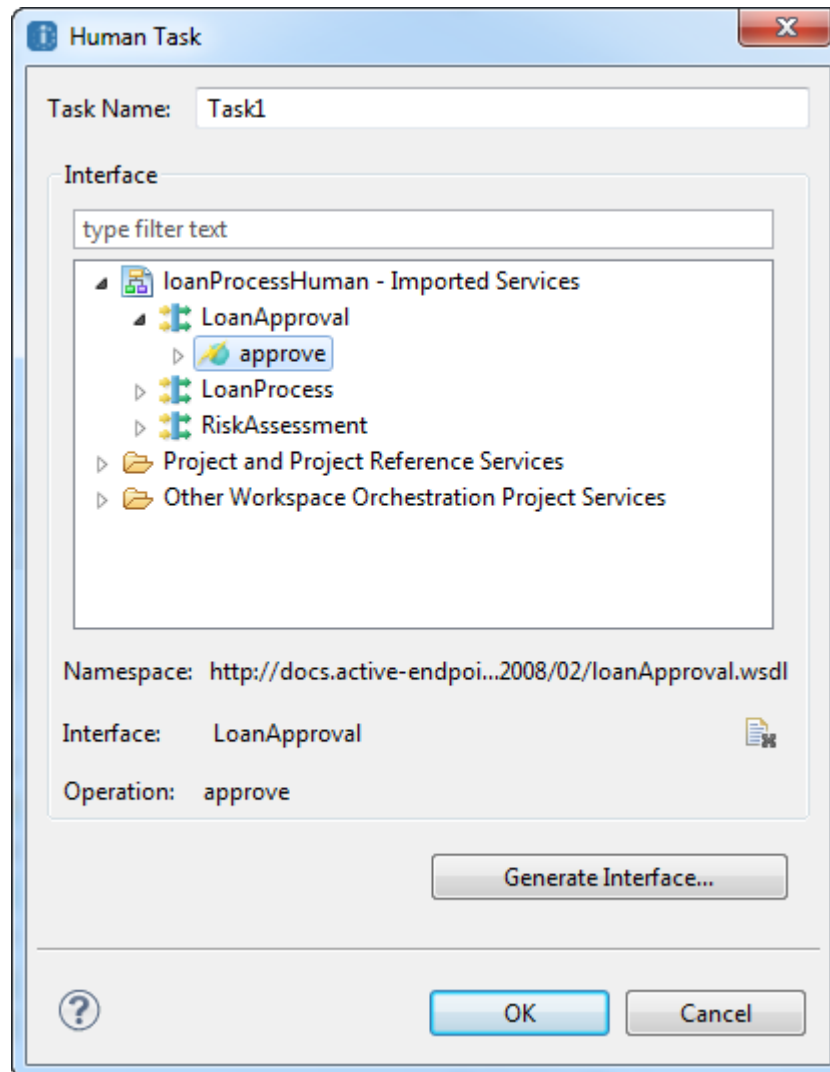 Human Task
Task Name: Task1
Interface
type filter text
loanProcessHuman - Imported Services
LoanApproval
approve
LoanProcess
RiskAssessment
Project and Project Reference Services
Other Workspace Orchestration Project Services
Namespace: http://docs.active-endpoi...2008/02/loanApproval.wsdl
Interface: LoanApproval
Operation: approve
Generate Interface...
OK Cancel